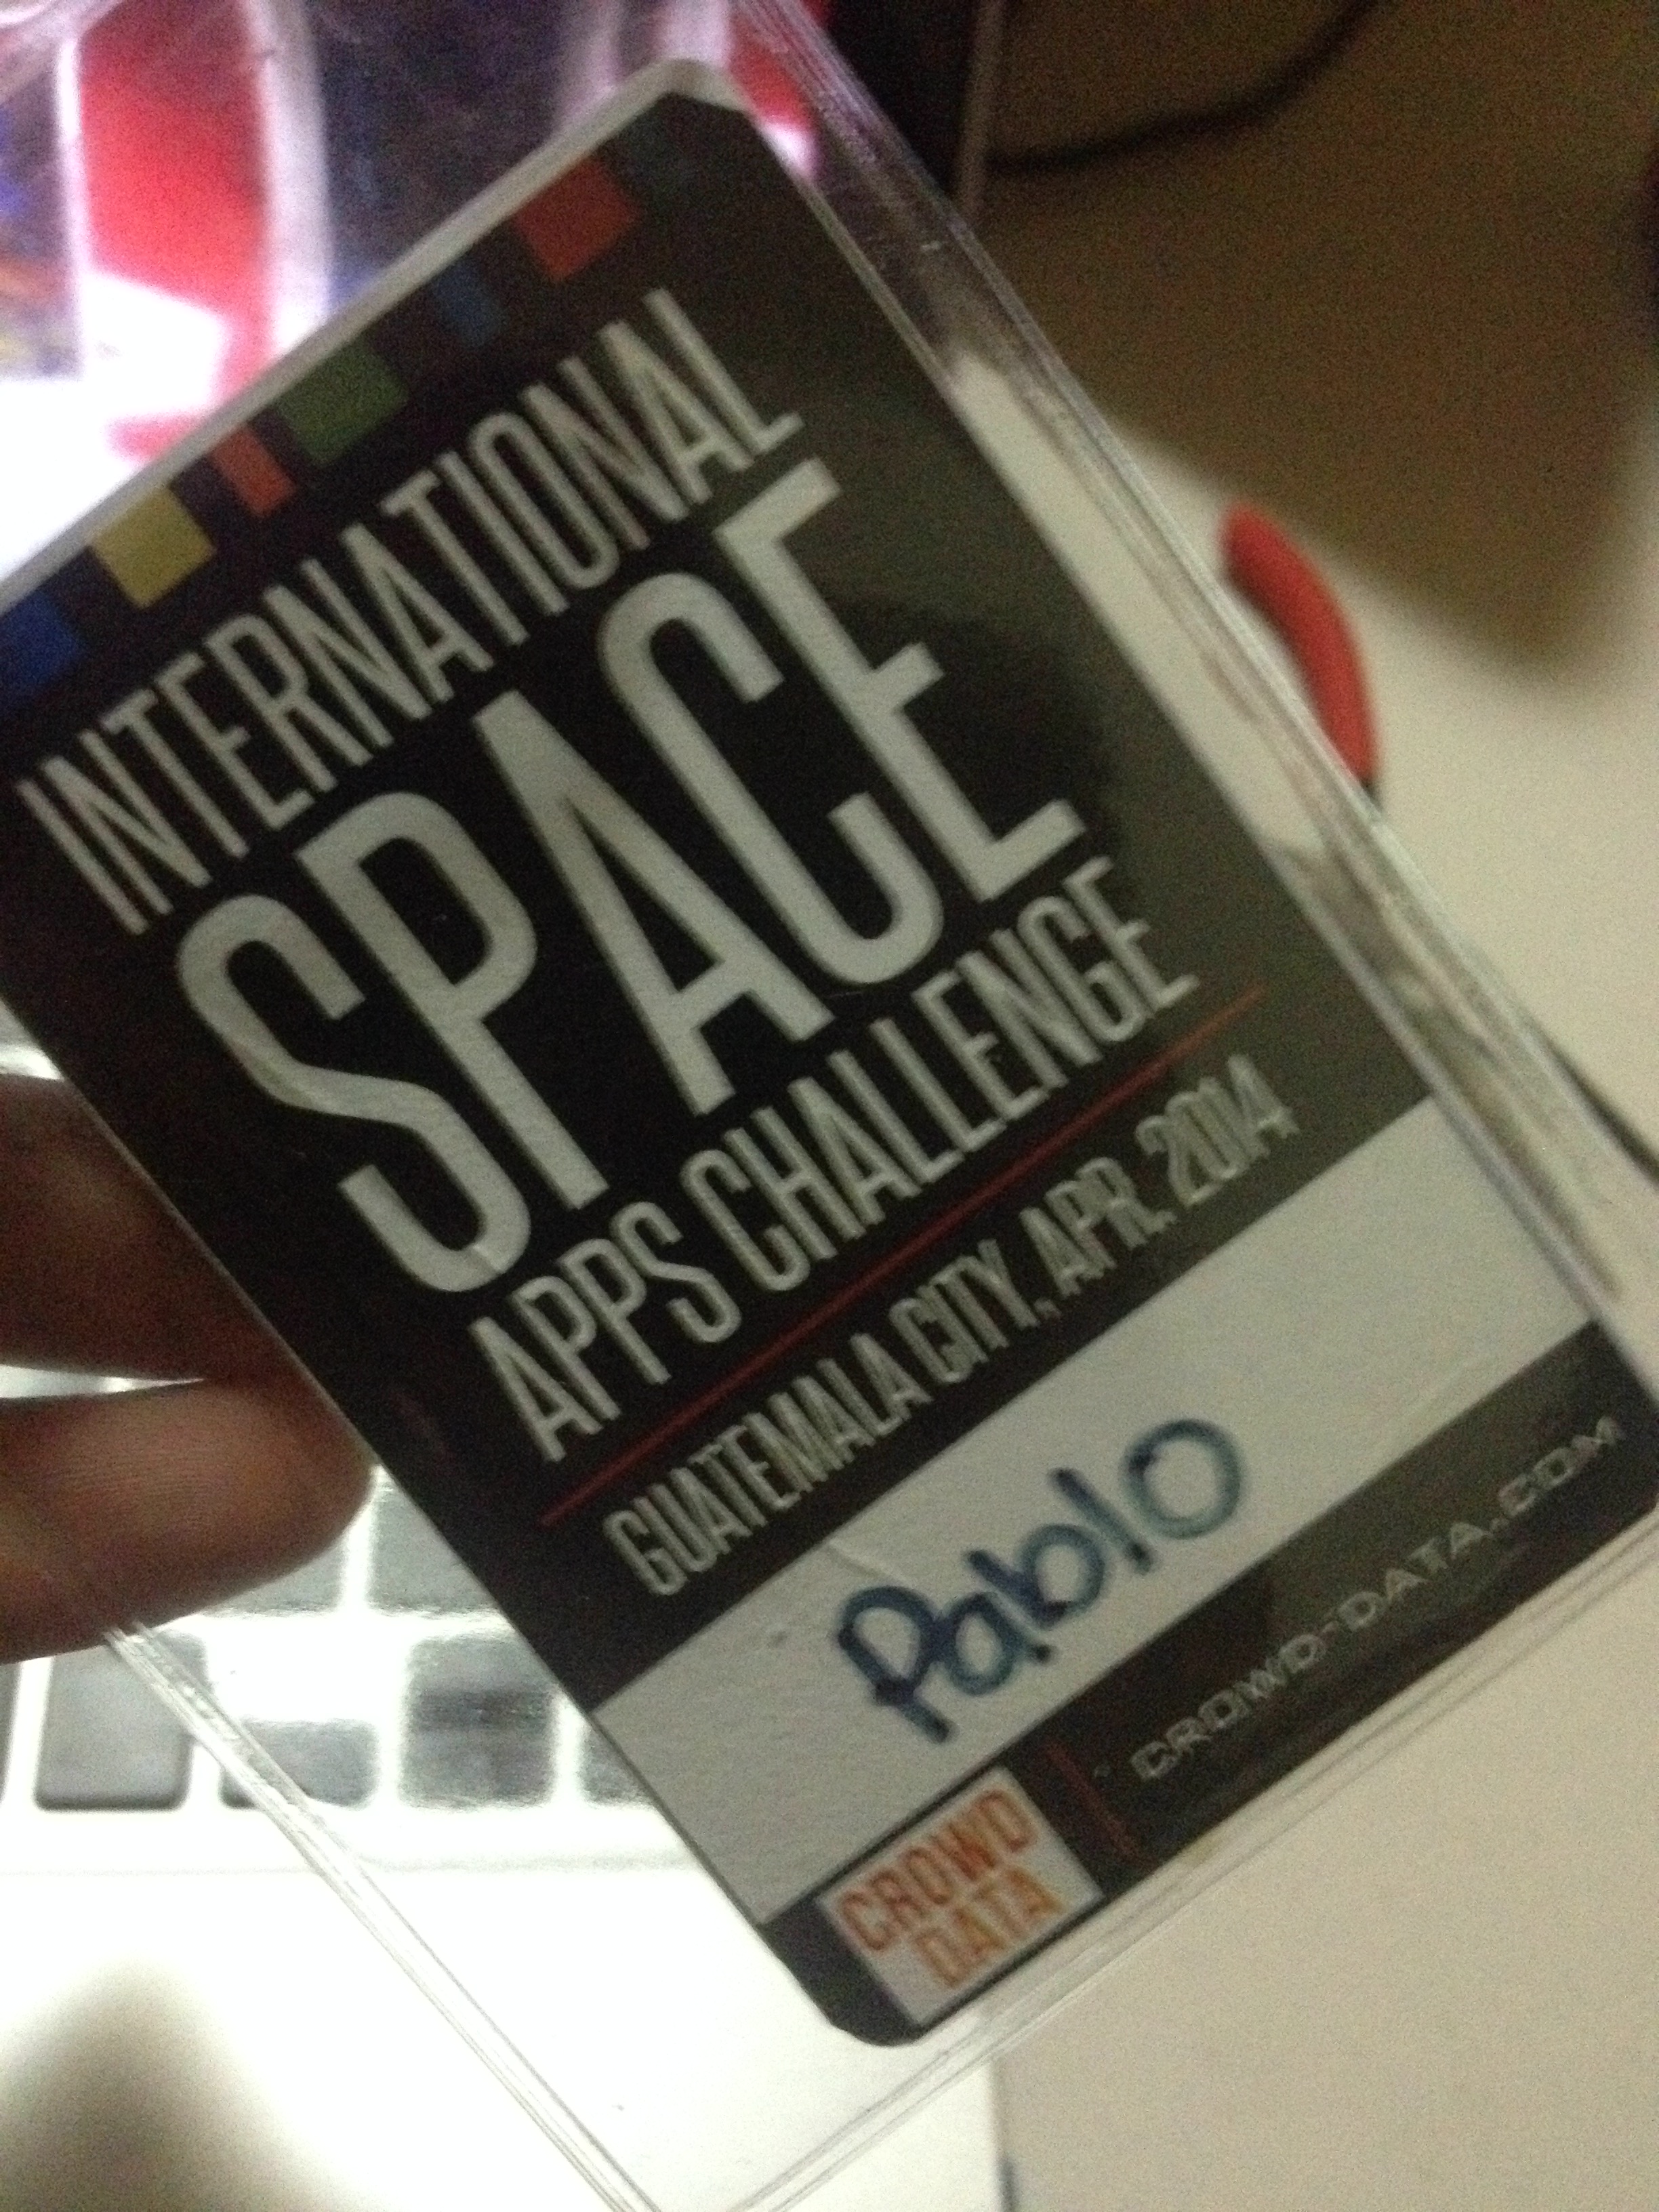 INTERNATIONAL
SPACE
APPS CHALLENGE
GUATEMALA CITY, APR. 2014
Pablo
CROWD
DATA
CROWD-DATA.COM